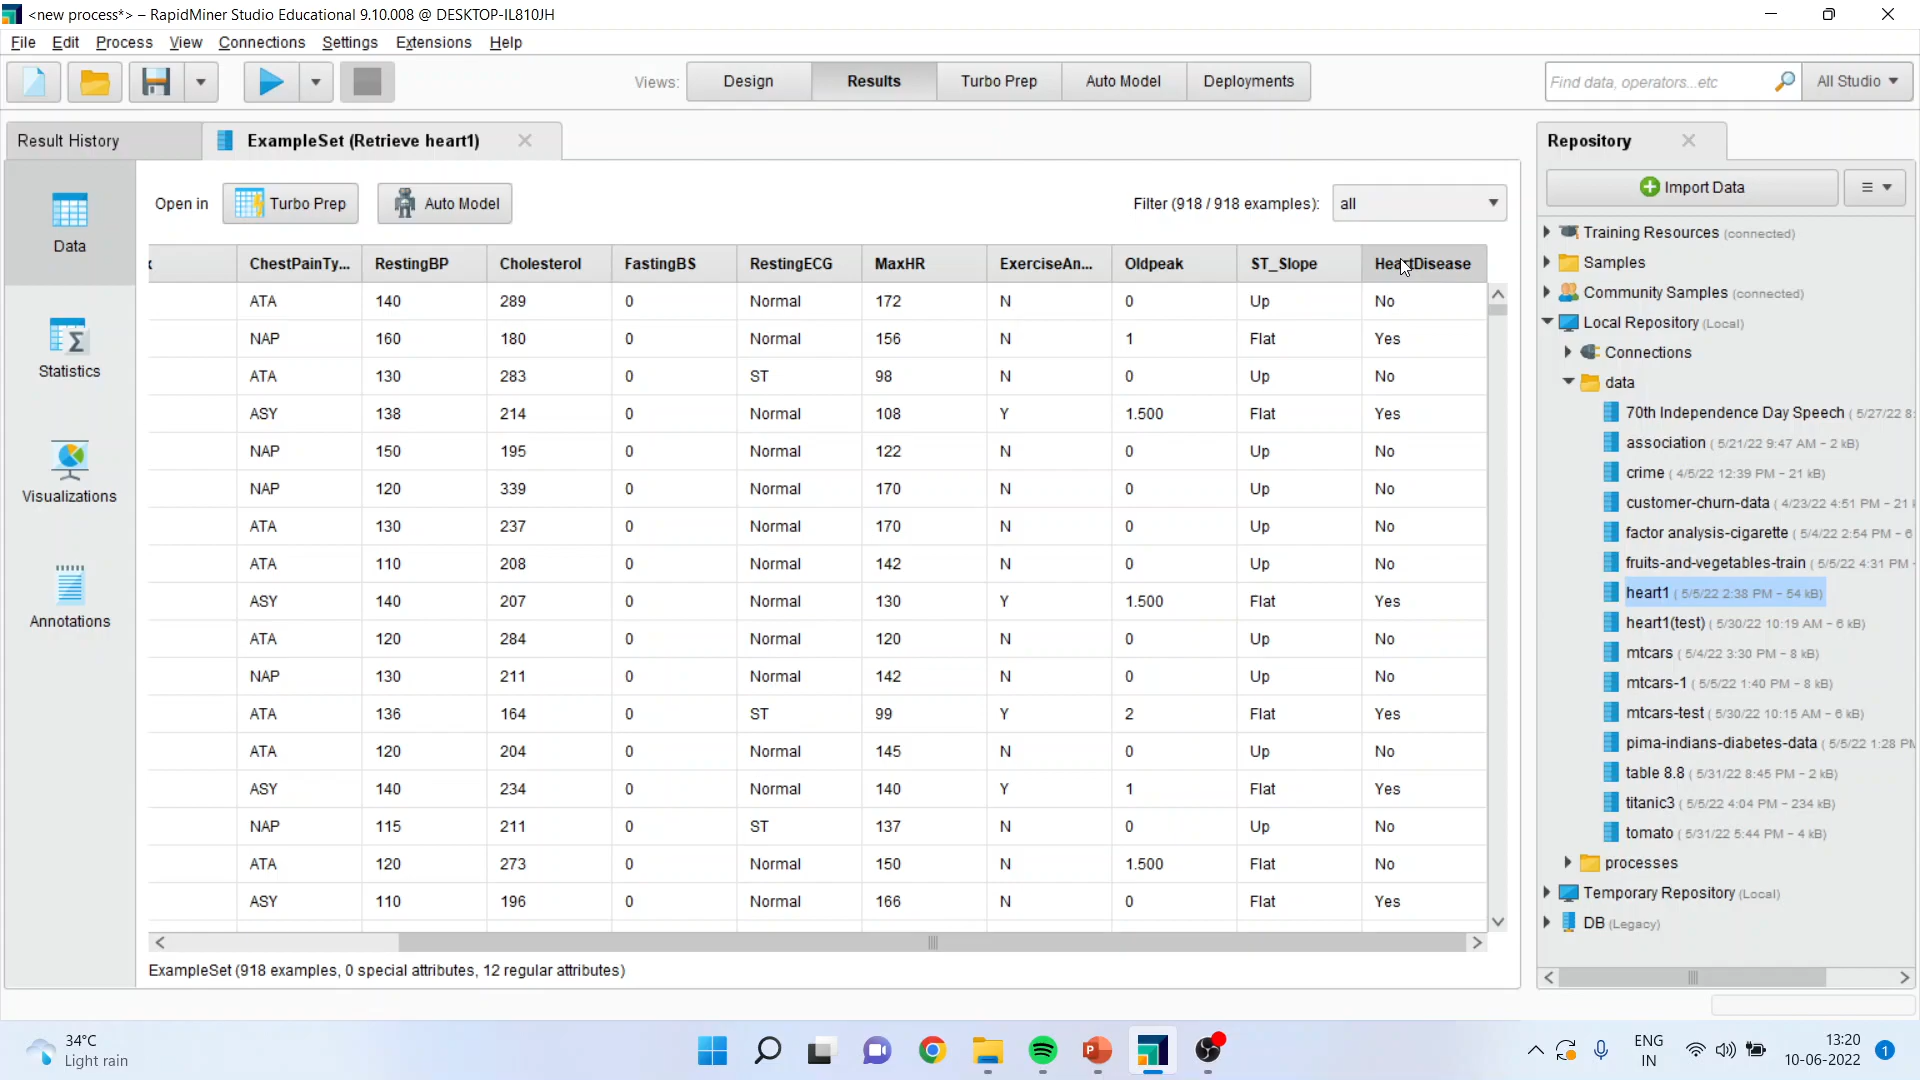 <new process*> – RapidMiner Studio Educational 9.10.008 @ DESKTOP-IL810JH
File Edit Process View Connections Settings Extensions Help
Views: Design Results Turbo Prep Auto Model Deployments
Find data, operators...etc
All Studio
Result History
ExampleSet (Retrieve heart1)
Repository
Open in Turbo Prep Auto Model
Filter (918 / 918 examples): all
Import Data
Data
Statistics
Visualizations
Annotations
ChestPainTy... RestingBP Cholesterol FastingBS RestingECG MaxHR ExerciseAn... Oldpeak ST_Slope HeartDisease
ATA 140 289 0 Normal 172 N 0 Up No
NAP 160 180 0 Normal 156 N 1 Flat Yes
ATA 130 283 0 ST 98 N 0 Up No
ASY 138 214 0 Normal 108 Y 1.500 Flat Yes
NAP 150 195 0 Normal 122 N 0 Up No
NAP 120 339 0 Normal 170 N 0 Up No
ATA 130 237 0 Normal 170 N 0 Up No
ATA 110 208 0 Normal 142 N 0 Up No
ASY 140 207 0 Normal 130 Y 1.500 Flat Yes
ATA 120 284 0 Normal 120 N 0 Up No
NAP 130 211 0 Normal 142 N 0 Up No
ATA 136 164 0 ST 99 Y 2 Flat Yes
ATA 120 204 0 Normal 145 N 0 Up No
ASY 140 234 0 Normal 140 Y 1 Flat Yes
NAP 115 211 0 ST 137 N 0 Up No
ATA 120 273 0 Normal 150 N 1.500 Flat No
ASY 110 196 0 Normal 166 N 0 Flat Yes
ExampleSet (918 examples, 0 special attributes, 12 regular attributes)
Training Resources (connected)
Samples
Community Samples (connected)
Local Repository (Local)
Connections
data
70th Independence Day Speech ( 5/27/22 8:
association ( 5/21/22 9:47 AM – 2 kB)
crime ( 4/5/22 12:39 PM – 21 kB)
customer-churn-data ( 4/23/22 4:51 PM – 21
factor analysis-cigarette ( 5/4/22 2:54 PM – 6
fruits-and-vegetables-train ( 5/5/22 4:31 PM -
heart1 ( 5/5/22 2:38 PM – 54 kB)
heart1(test) ( 5/30/22 10:19 AM – 6 kB)
mtcars ( 5/4/22 3:30 PM – 8 kB)
mtcars-1 ( 5/5/22 1:40 PM – 8 kB)
mtcars-test ( 5/30/22 10:15 AM – 6 kB)
pima-indians-diabetes-data ( 5/5/22 1:28 PM
table 8.8 ( 5/31/22 8:45 PM – 2 kB)
titanic3 ( 5/5/22 4:04 PM – 234 kB)
tomato ( 5/31/22 5:44 PM – 4 kB)
processes
Temporary Repository (Local)
DB (Legacy)
34°C
Light rain
ENG
IN
13:20
10-06-2022
1